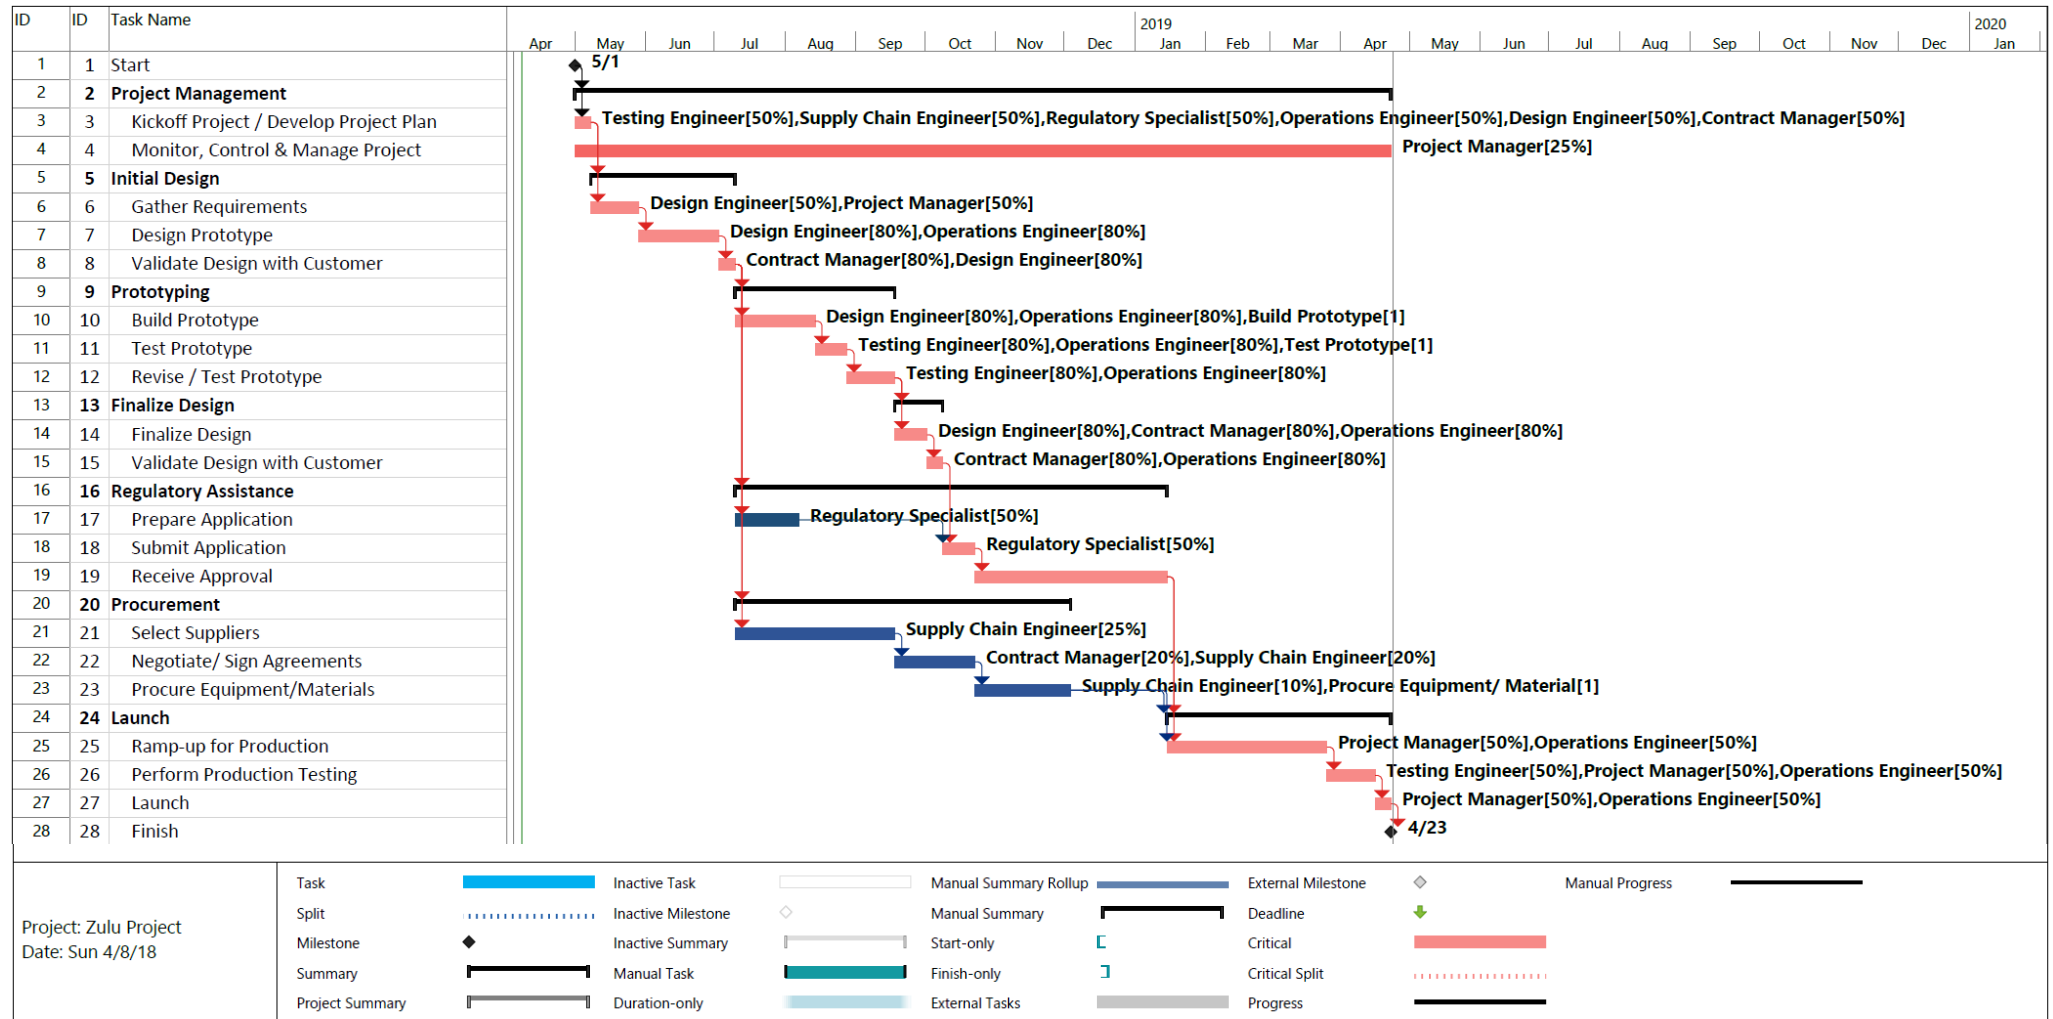 ID ID Task Name 2019 2020
Apr May Jun Jul Aug Sep Oct Nov Dec Jan Feb Mar Apr May Jun Jul Aug Sep Oct Nov Dec Jan
1 1 Start 5/1
2 2 Project Management
3 3 Kickoff Project / Develop Project Plan Testing Engineer[50%],Supply Chain Engineer[50%],Regulatory Specialist[50%],Operations Engineer[50%],Design Engineer[50%],Contract Manager[50%]
4 4 Monitor, Control & Manage Project Project Manager[25%]
5 5 Initial Design
6 6 Gather Requirements Design Engineer[50%],Project Manager[50%]
7 7 Design Prototype Design Engineer[80%],Operations Engineer[80%]
8 8 Validate Design with Customer Contract Manager[80%],Design Engineer[80%]
9 9 Prototyping
10 10 Build Prototype Design Engineer[80%],Operations Engineer[80%],Build Prototype[1]
11 11 Test Prototype Testing Engineer[80%],Operations Engineer[80%],Test Prototype[1]
12 12 Revise / Test Prototype Testing Engineer[80%],Operations Engineer[80%]
13 13 Finalize Design
14 14 Finalize Design Design Engineer[80%],Contract Manager[80%],Operations Engineer[80%]
15 15 Validate Design with Customer Contract Manager[80%],Operations Engineer[80%]
16 16 Regulatory Assistance
17 17 Prepare Application Regulatory Specialist[50%]
18 18 Submit Application Regulatory Specialist[50%]
19 19 Receive Approval
20 20 Procurement
21 21 Select Suppliers Supply Chain Engineer[25%]
22 22 Negotiate/ Sign Agreements Contract Manager[20%],Supply Chain Engineer[20%]
23 23 Procure Equipment/Materials Supply Chain Engineer[10%],Procure Equipment/ Material[1]
24 24 Launch
25 25 Ramp-up for Production Project Manager[50%],Operations Engineer[50%]
26 26 Perform Production Testing Testing Engineer[50%],Project Manager[50%],Operations Engineer[50%]
27 27 Launch Project Manager[50%],Operations Engineer[50%]
28 28 Finish 4/23
Project: Zulu Project
Date: Sun 4/8/18
Task Inactive Task Manual Summary Rollup External Milestone Manual Progress
Split Inactive Milestone Manual Summary Deadline
Milestone Inactive Summary Start-only Critical
Summary Manual Task Finish-only Critical Split
Project Summary Duration-only External Tasks Progress